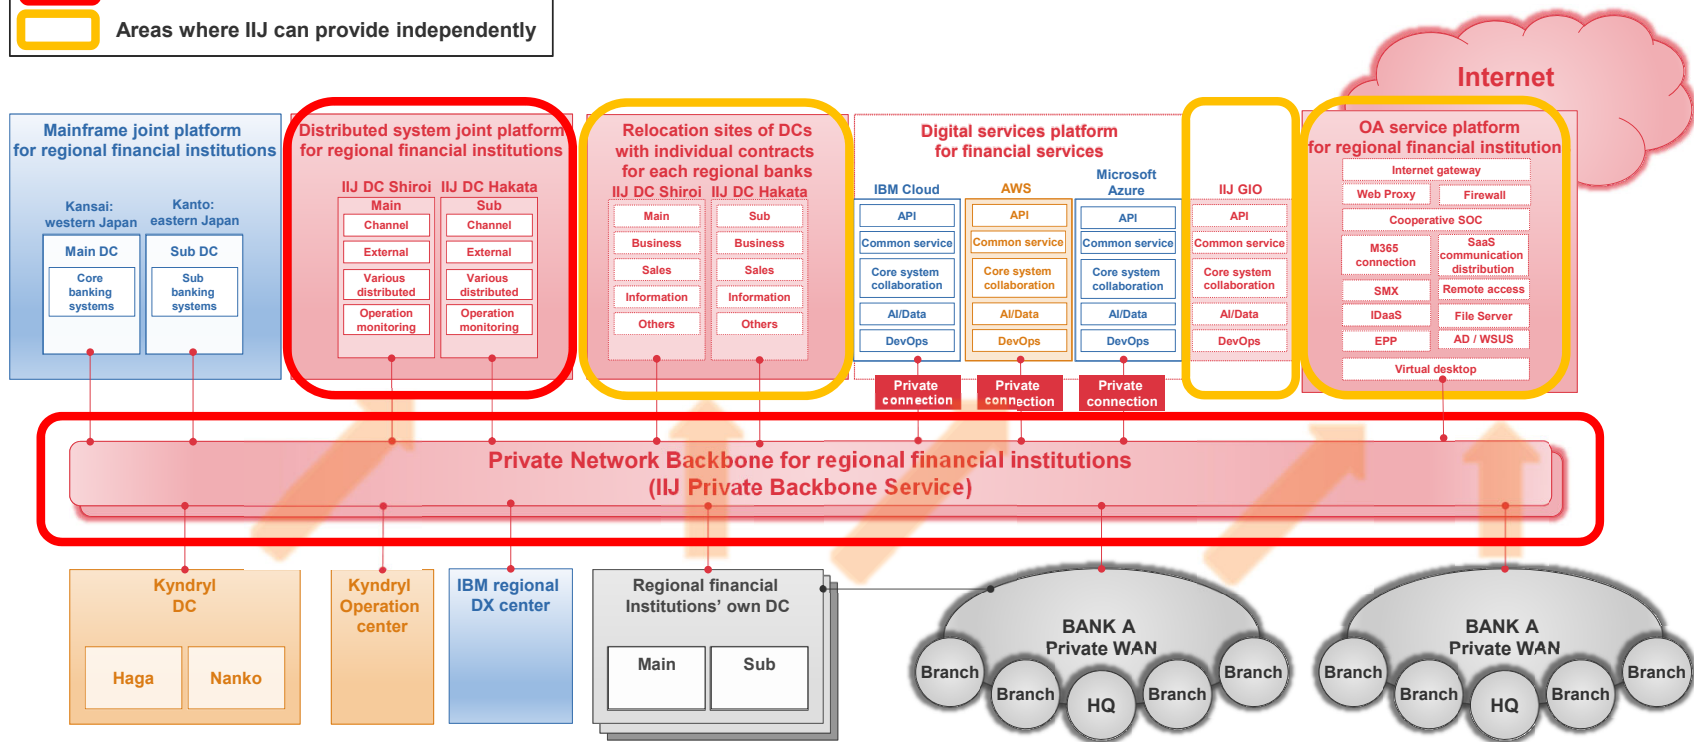 Areas where IIJ can provide independently
Internet
Mainframe joint platform
for regional financial institutions
Kansai:
western Japan
Kanto:
eastern Japan
Main DC
Core
banking
systems
Sub DC
Sub
banking
systems
Distributed system joint platform
for regional financial institutions
IIJ DC Shiroi
Main
Channel
External
Various
distributed
Operation
monitoring
IIJ DC Hakata
Sub
Channel
External
Various
distributed
Operation
monitoring
Relocation sites of DCs
with individual contracts
for each regional banks
IIJ DC Shiroi
Main
Business
Sales
Information
Others
IIJ DC Hakata
Sub
Business
Sales
Information
Others
Digital services platform
for financial services
IBM Cloud
API
Common service
Core system
collaboration
AI/Data
DevOps
Private
connection
AWS
API
Common service
Core system
collaboration
AI/Data
DevOps
Private
connection
Microsoft
Azure
API
Common service
Core system
collaboration
AI/Data
DevOps
Private
connection
IIJ GIO
API
Common service
Core system
collaboration
AI/Data
DevOps
OA service platform
for regional financial institution
Internet gateway
Web Proxy
Firewall
Cooperative SOC
M365
connection
SaaS
communication
distribution
SMX
Remote access
IDaaS
File Server
EPP
AD / WSUS
Virtual desktop
Private Network Backbone for regional financial institutions
(IIJ Private Backbone Service)
Kyndryl
DC
Haga
Nanko
Kyndryl
Operation
center
IBM regional
DX center
Regional financial
Institutions' own DC
Main
Sub
BANK A
Private WAN
Branch
Branch
HQ
Branch
Branch
BANK A
Private WAN
Branch
Branch
HQ
Branch
Branch